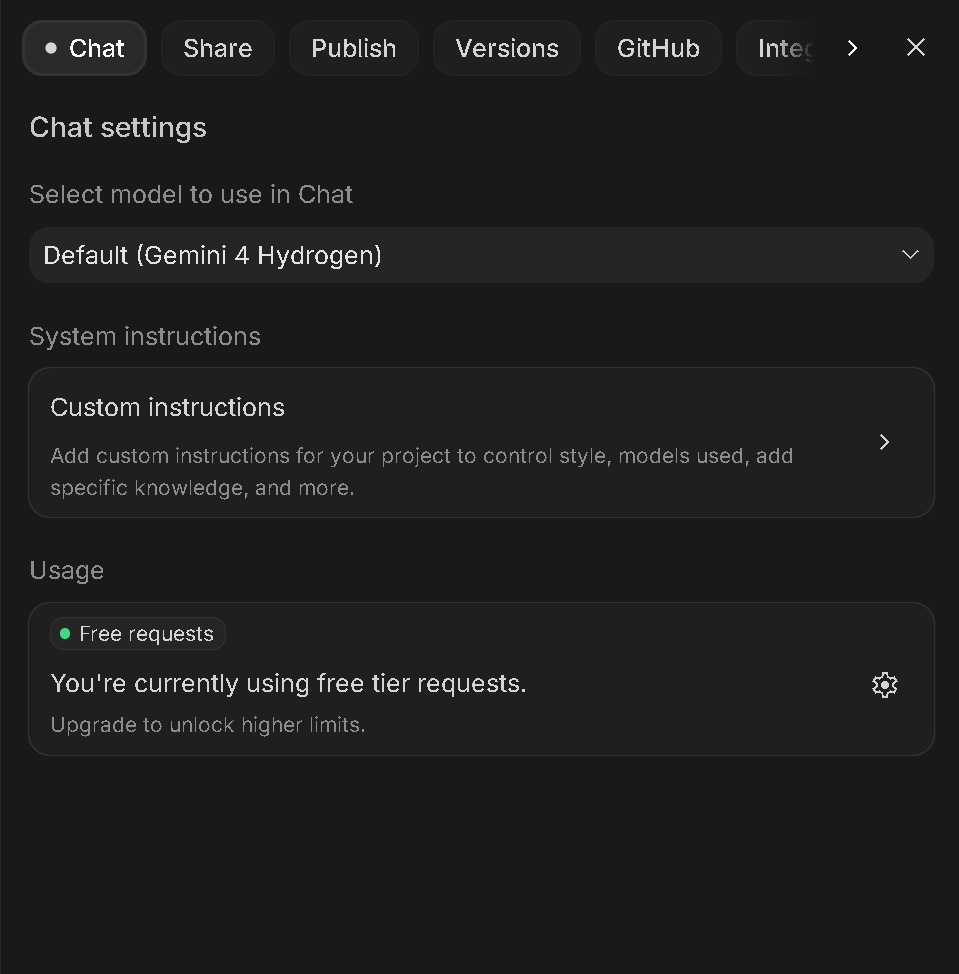 Chat
Share
Publish
Versions
GitHub
Integ
Chat settings
Select model to use in Chat
Default (Gemini 4 Hydrogen)
System instructions
Custom instructions
Add custom instructions for your project to control style, models used, add
specific knowledge, and more.
Usage
Free requests
You're currently using free tier requests.
Upgrade to unlock higher limits.